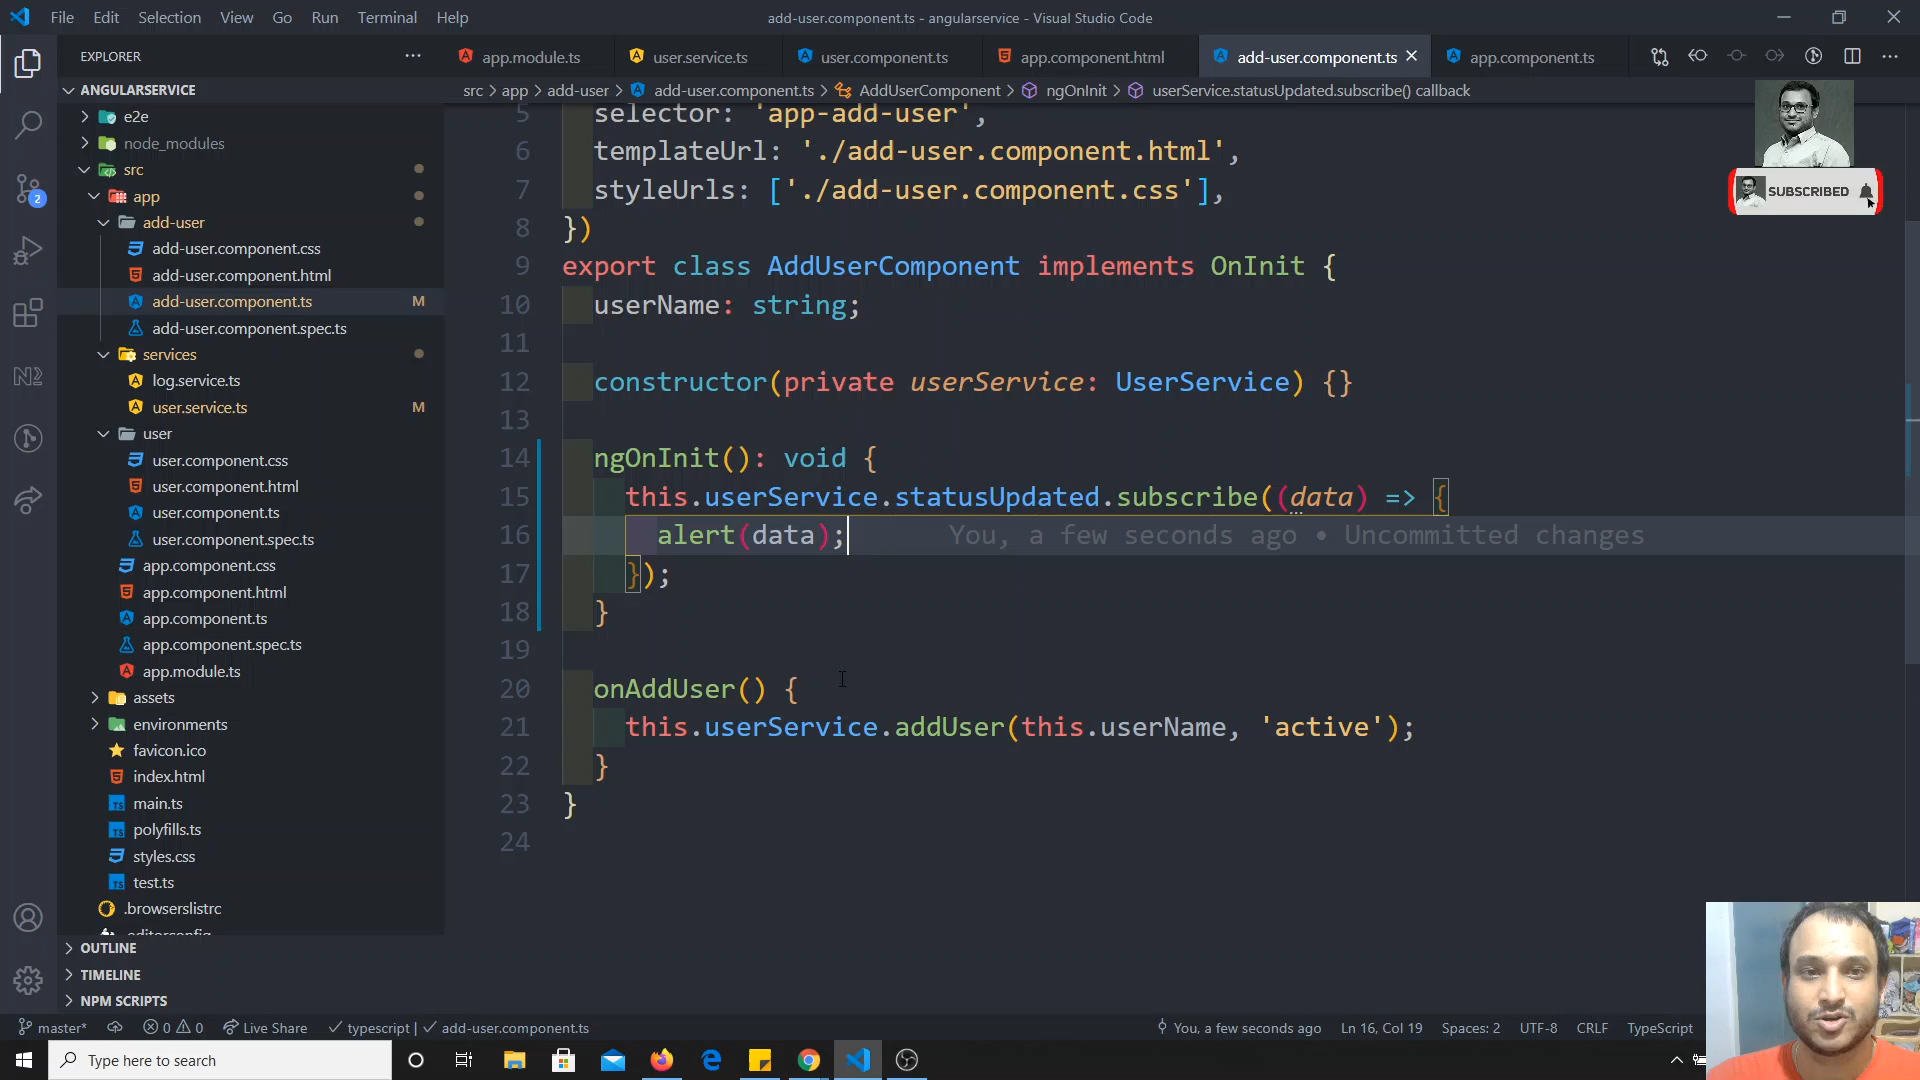 File Edit Selection View Go Run Terminal Help
add-user.component.ts - angularservice - Visual Studio Code
EXPLORER
ANGULARSERVICE
e2e
node_modules
src
app
add-user
add-user.component.css
add-user.component.html
add-user.component.ts M
add-user.component.spec.ts
services
log.service.ts
user.service.ts M
user
user.component.css
user.component.html
user.component.ts
user.component.spec.ts
app.component.css
app.component.html
app.component.ts
app.component.spec.ts
app.module.ts
assets
environments
favicon.ico
index.html
main.ts
polyfills.ts
styles.css
test.ts
.browserslistrc
OUTLINE
TIMELINE
NPM SCRIPTS
2
app.module.ts user.service.ts user.component.ts app.component.html add-user.component.ts app.component.ts
src > app > add-user > add-user.component.ts > AddUserComponent > ngOnInit > userService.statusUpdated.subscribe() callback
SUBSCRIBED
5 selector: 'app-add-user',
6 templateUrl: './add-user.component.html',
7 styleUrls: ['./add-user.component.css'],
8 })
9 export class AddUserComponent implements OnInit {
10 userName: string;
11
12 constructor(private userService: UserService) {}
13
14 ngOnInit(): void {
15 this.userService.statusUpdated.subscribe((data) => {
16 alert(data); You, a few seconds ago • Uncommitted changes
17 });
18 }
19
20 onAddUser() {
21 this.userService.addUser(this.userName, 'active');
22 }
23 }
24
master* 0 0 Live Share typescript | add-user.component.ts You, a few seconds ago Ln 16, Col 19 Spaces: 2 UTF-8 CRLF TypeScript
Type here to search